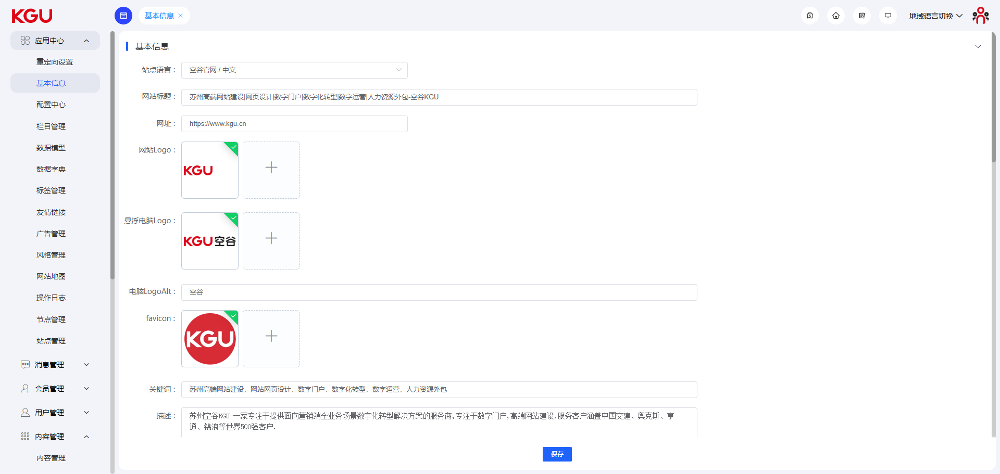 KGU
基本信息
地域语言切换
应用中心
重定向设置
基本信息
配置中心
栏目管理
数据模型
数据字典
标签管理
友情链接
广告管理
风格管理
网站地图
操作日志
节点管理
站点管理
消息管理
会员管理
用户管理
内容管理
内容管理
基本信息
站点语言： 空谷官网 / 中文
网站标题： 苏州高端网站建设|网页设计|数字门户|数字化转型|数字运营|人力资源外包-空谷KGU
网址： https://www.kgu.cn
网站Logo：
KGU
悬浮电脑Logo：
KGU空谷
电脑LogoAlt： 空谷
favicon：
KGU
关键词： 苏州高端网站建设，网站网页设计，数字门户，数字化转型，数字运营，人力资源外包
描述： 苏州空谷KGU-一家专注于提供面向营销端全业务场景数字化转型解决方案的服务商,专注于数字门户,高端网站建设.服务客户涵盖中国交建、奥克斯、亨
通、锦浪等世界500强客户.
保存